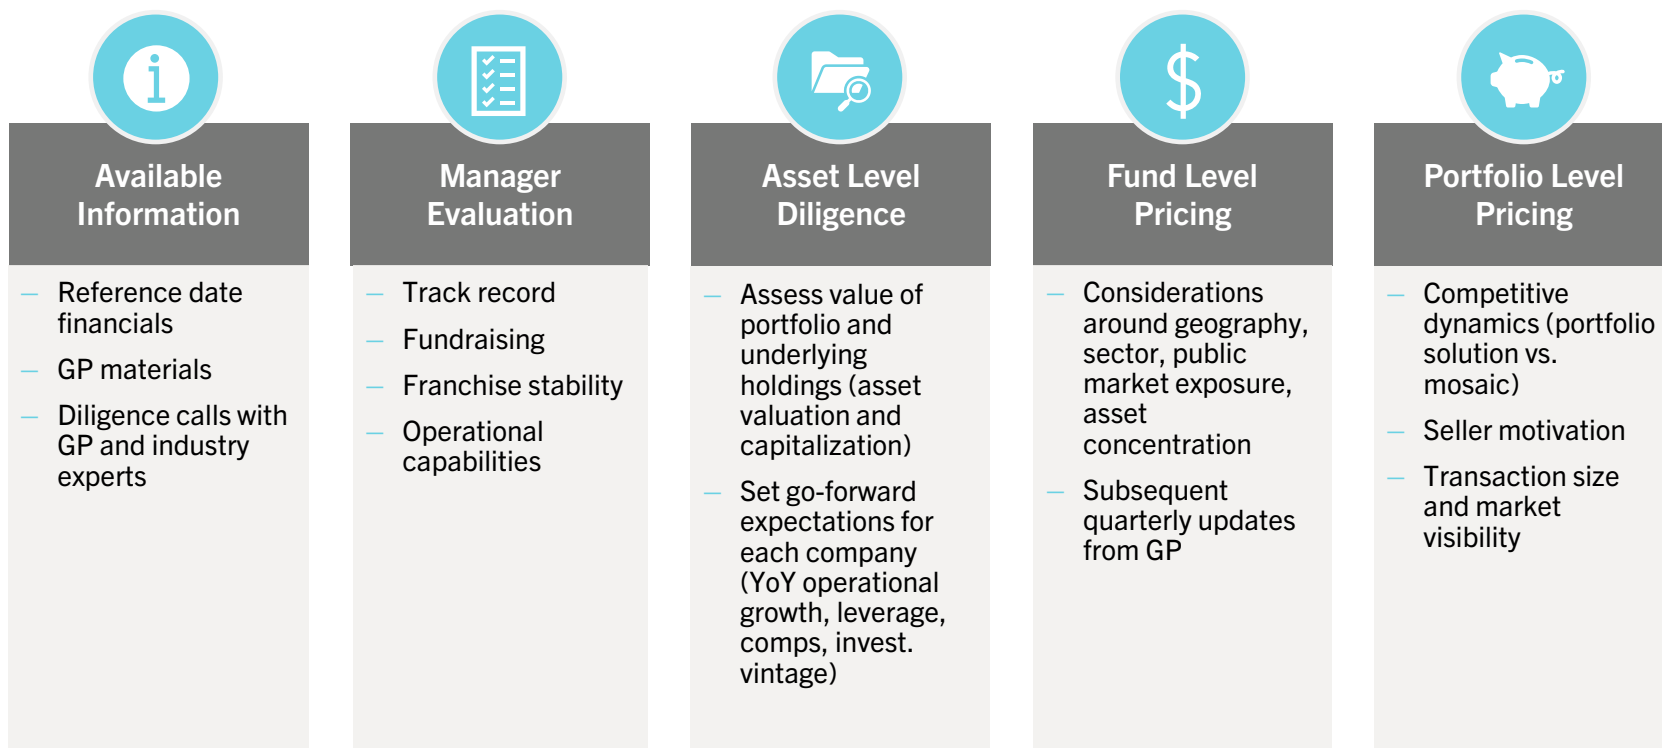 Available
Information
— Reference date
financials
— GP materials
— Diligence calls with
GP and industry
experts
Manager
Evaluation
— Track record
— Fundraising
— Franchise stability
— Operational
capabilities
Asset Level
Diligence
— Assess value of
portfolio and
underlying
holdings (asset
valuation and
capitalization)
— Set go-forward
expectations for
each company
(YoY operational
growth, leverage,
comps, invest.
vintage)
Fund Level
Pricing
— Considerations
around geography,
sector, public
market exposure,
asset
concentration
— Subsequent
quarterly updates
from GP
Portfolio Level
Pricing
— Competitive
dynamics (portfolio
solution vs.
mosaic)
— Seller motivation
— Transaction size
and market
visibility